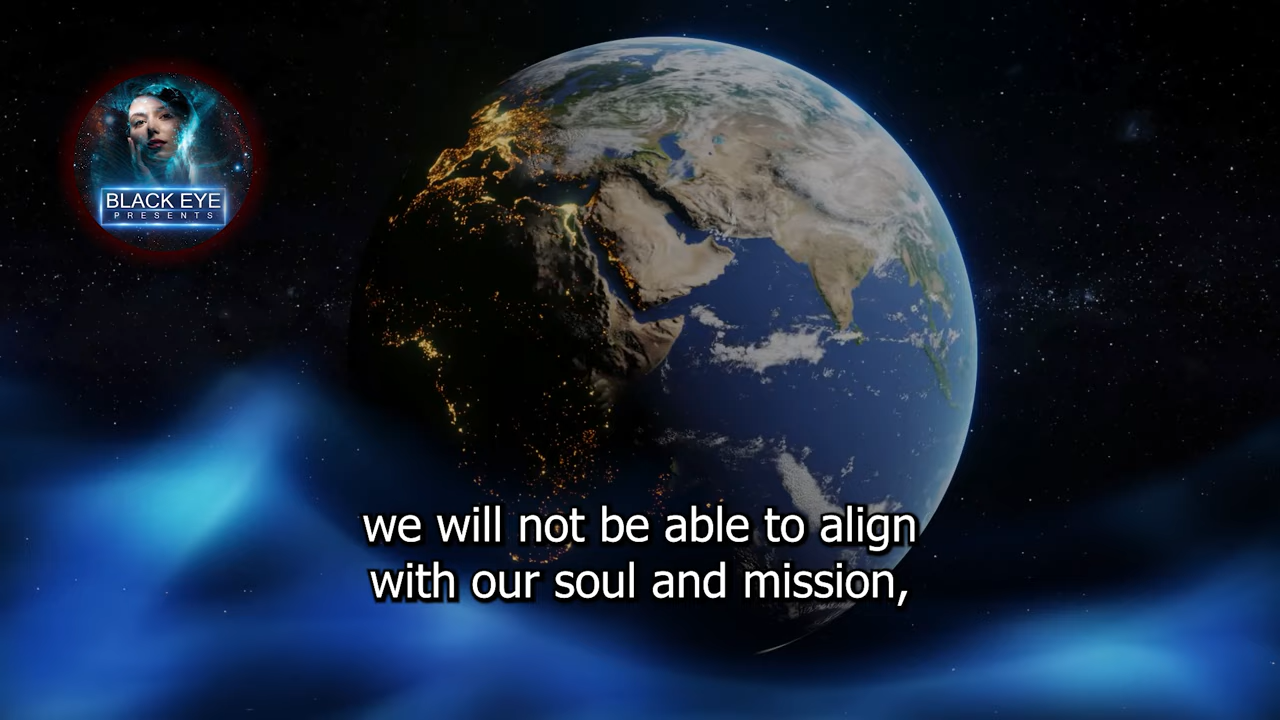 BLACK EYE
PRESENTS
we will not be able to align
with our soul and mission,